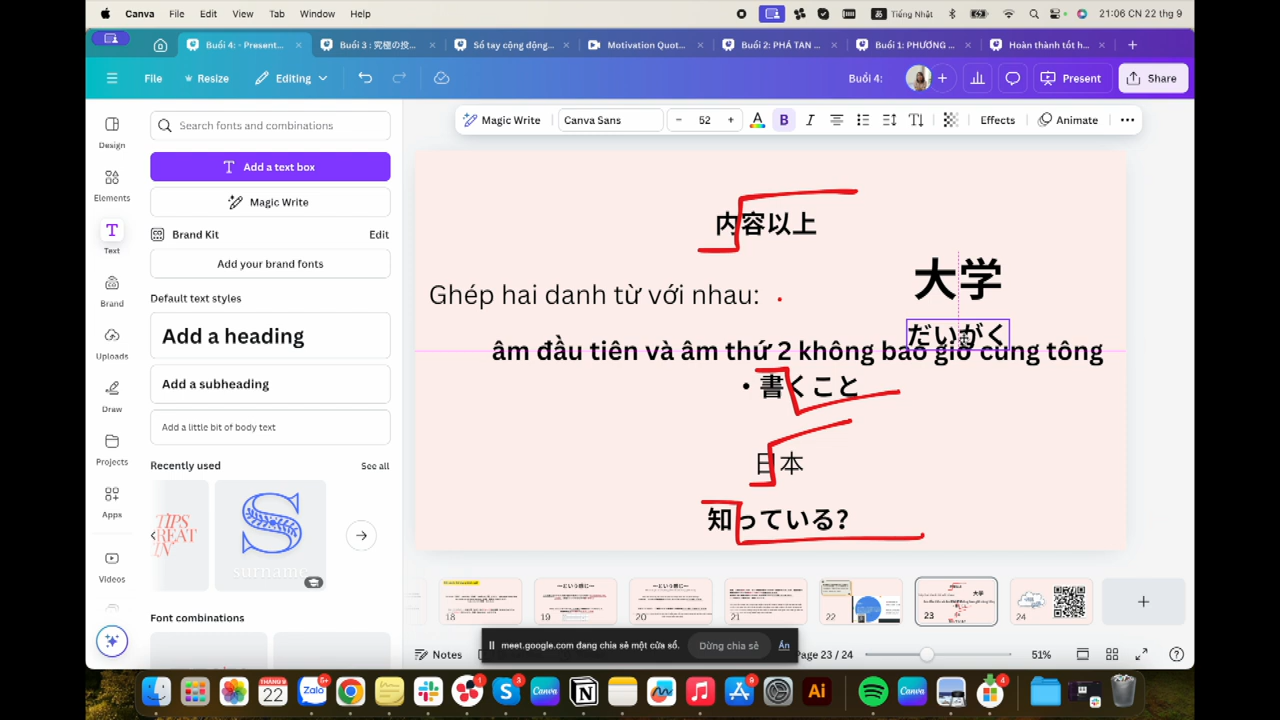 Canva File Edit View Tab Window Help Tiếng Nhật 21:06 CN 22 thg 9
Buổi 4: - Present... Buổi 3 : 究極の授... Sổ tay cộng động... Motivation Quot... Buổi 2: PHÁ TAN ... Buổi 1: PHƯƠNG ... Hoàn thành tốt h...
File Resize Editing Buổi 4: Present Share
Search fonts and combinations
Magic Write Canva Sans 52 B I Effects Animate
Design
Add a text box
Elements
Magic Write
Text
Brand Kit Edit
Add your brand fonts
Brand
Default text styles
Add a heading
Uploads
Add a subheading
Draw
Add a little bit of body text
Projects
Recently used See all
Apps
TIPS
REAT
IN
S
surname
Videos
Font combinations
内容以上
大学
Ghép hai danh từ với nhau:
だいがく
âm đầu tiên và âm thứ 2 không bao giờ cùng tông
• 書くこと
日本
知っている?
18 19 20 21 22 23 24
meet.google.com đang chia sẻ một cửa sổ. Dừng chia sẻ Ẩn
Notes Page 23 / 24 51%